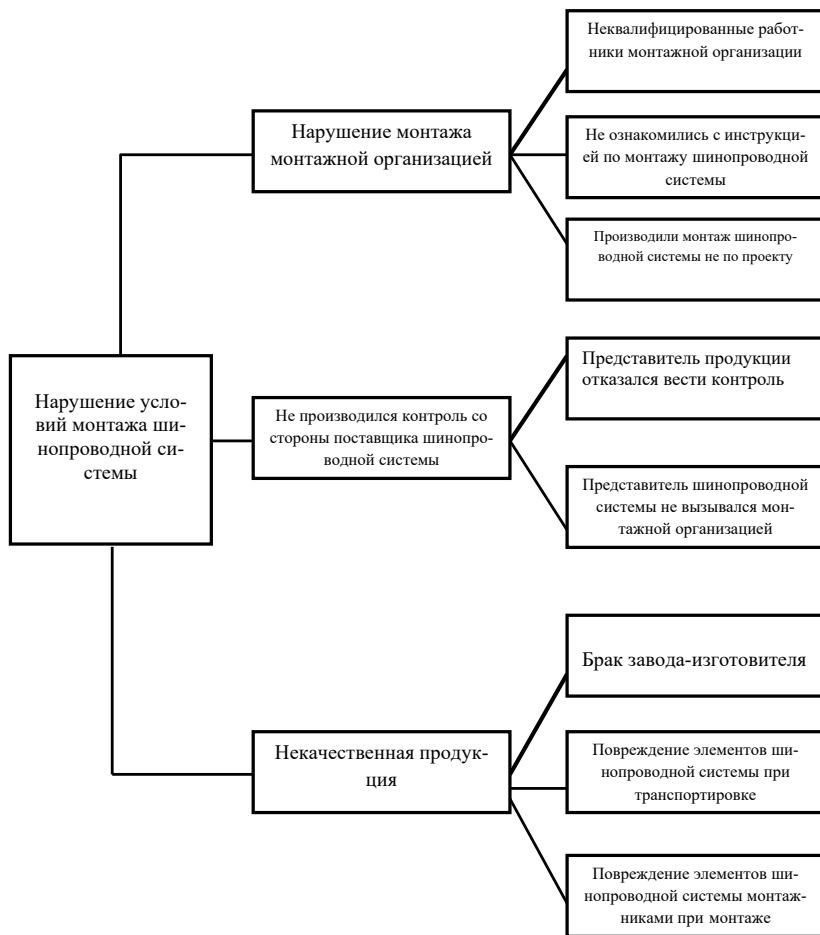 Неквалифицированные работ-
ники монтажной организации
Нарушение монтажа
монтажной организацией
Не ознакомились с инструкци-
ей по монтажу шинопроводной
системы
Производили монтаж шинопро-
водной системы не по проекту
Нарушение усло-
вий монтажа ши-
нопроводной си-
стемы
Не производился контроль со
стороны поставщика шинопро-
водной системы
Представитель продукции
отказался вести контроль
Представитель шинопроводной
системы не вызывался мон-
тажной организацией
Некачественная продук-
ция
Брак завода-изготовителя
Повреждение элементов ши-
нопроводной системы при
транспортировке
Повреждение элементов ши-
нопроводной системы монтаж-
никами при монтаже